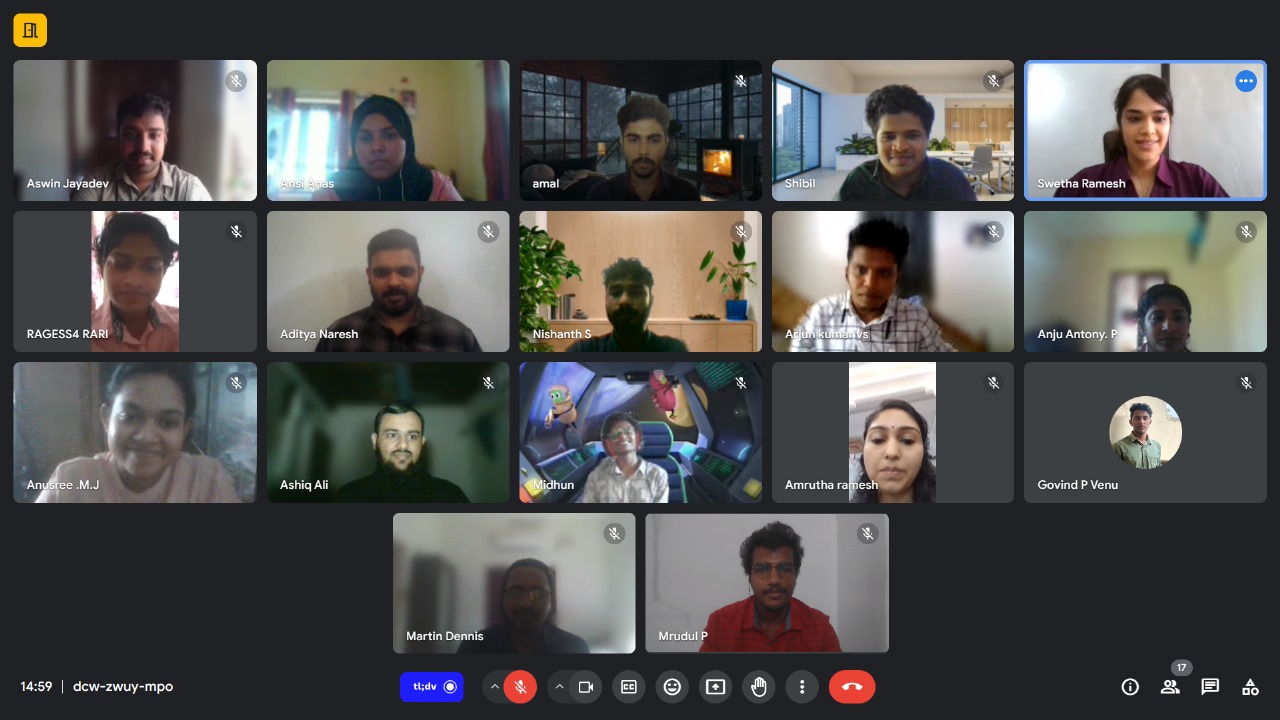 Aswin Jayadev
Ansi Anas
amal
Shibil
Swetha Ramesh
RAGESS4 RARI
Aditya Naresh
Nishanth S
Arjun kumar vs
Anju Antony. P
Anusree .M.J
Ashiq Ali
Midhun
Amrutha ramesh
Govind P Venu
Martin Dennis
Mrudul P
14:59 | dcw-zwuy-mpo
tl;dv
CC
17